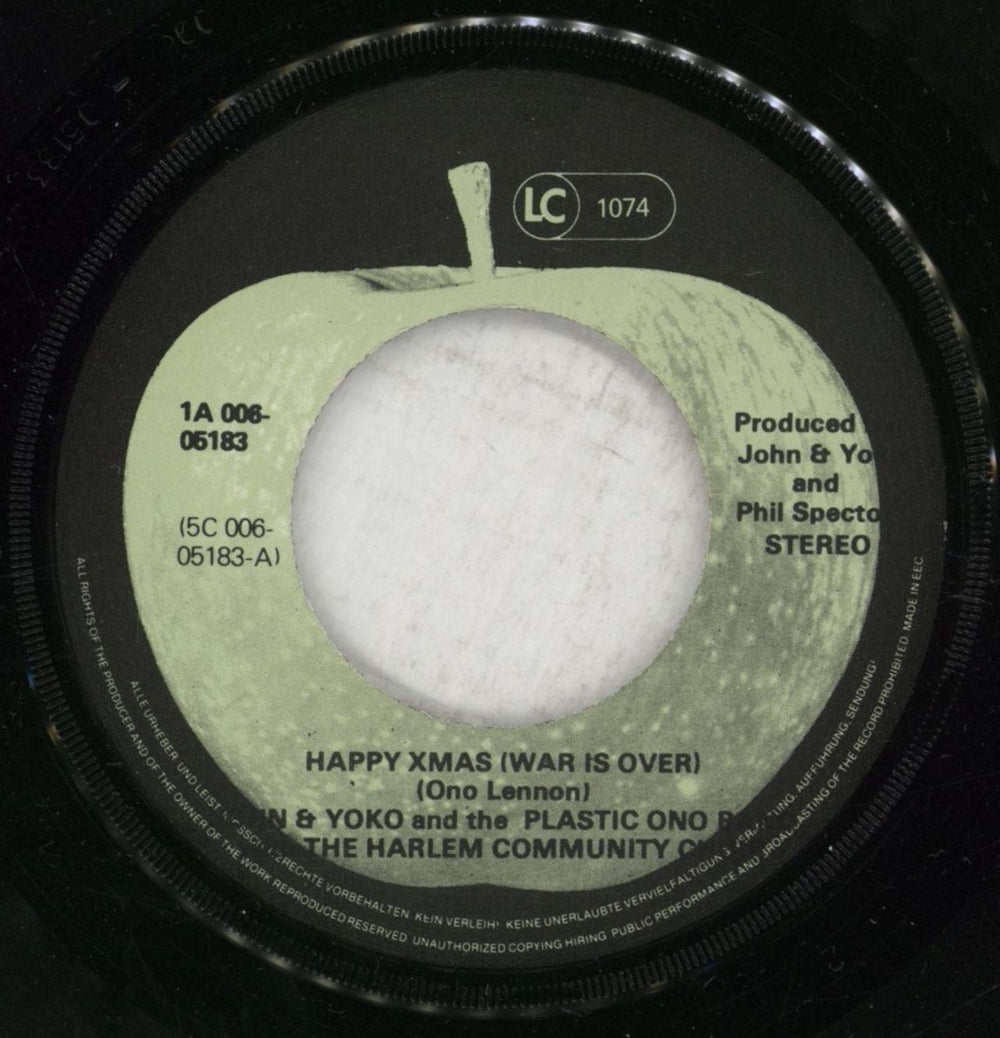 LC 1074
1A 006-
05183
(5C 006-
05183-A)
Produced
John & Yo
and
Phil Specto
STEREO
HAPPY XMAS (WAR IS OVER)
(Ono Lennon)
N & YOKO and the PLASTIC ONO
THE HARLEM COMMUNITY
ALLE URHEBER UND LEIST VORBEHALTEN KEIN VERLEIH! KEINE UNERLAUBTE VERVIELFALTIGUNG AUFFUHRUNG, SENDUNG!
ALL RIGHTS OF THE PRODUCER AND OF THE OWNER OF THE WORK REPRODUCED RESERVED UNAUTHORIZED COPYING HIRING PUBLIC PERFORMANCE AND BROADCASTING OF THE RECORD PROHIBITED. MADE IN EEC